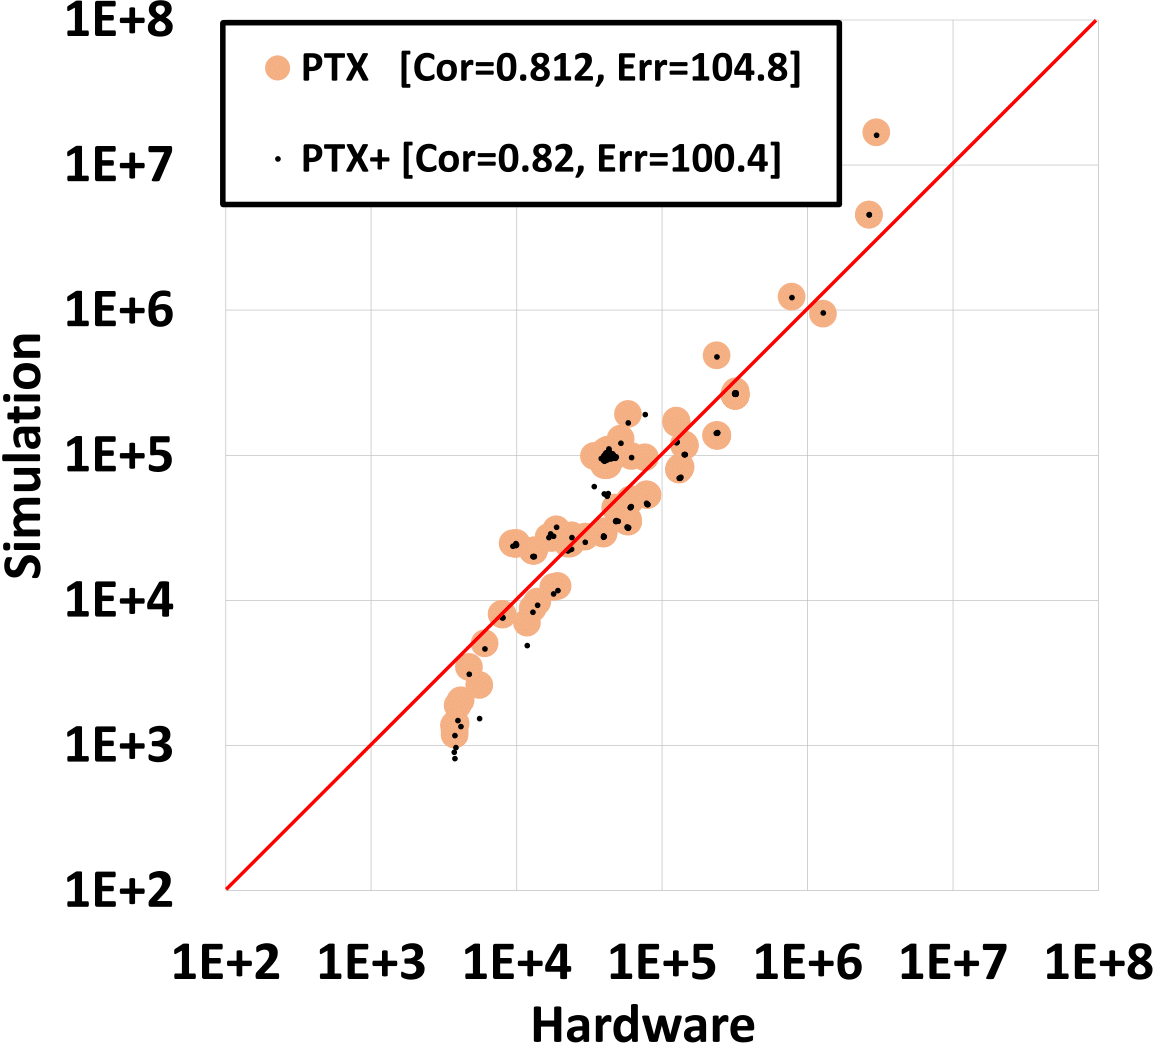 1E+8
1E+7
1E+6
1E+5
1E+4
1E+3
1E+2
Simulation
PTX [Cor=0.812, Err=104.8]
PTX+ [Cor=0.82, Err=100.4]
1E+2 1E+3 1E+4 1E+5 1E+6 1E+7 1E+8
Hardware